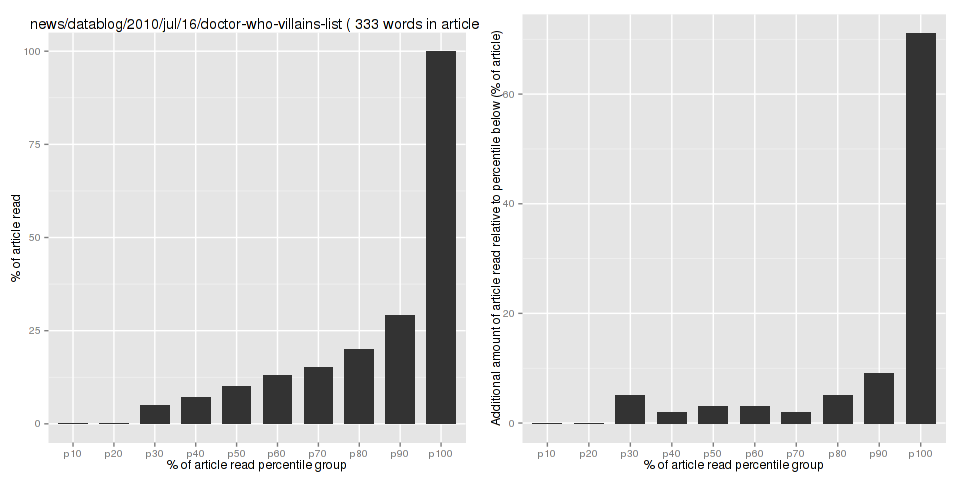 news/datablog/2010/jul/16/doctor-who-villains-list ( 333 words in article
% of article read
100
75
50
25
0
p10 p20 p30 p40 p50 p60 p70 p80 p90 p100
% of article read percentile group
Additional amount of article read relative to percentile below (% of article)
60
40
20
0
p10 p20 p30 p40 p50 p60 p70 p80 p90 p100
% of article read percentile group